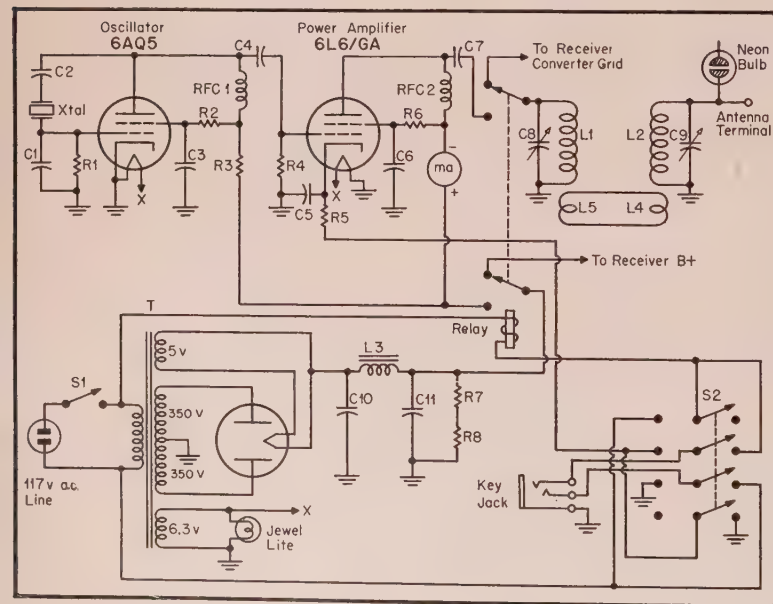 Oscillator
6AQ5
C4
Power Amplifier
6L6/GA
C7
To Receiver
Converter Grid
Neon
Bulb
C2
RFC 1
RFC 2
Xtal
R2
R6
C8
L1
L2
C9
Antenna
Terminal
C1
R1
C3
R3
R4
C6
ma
−
+
X
C5
X
R5
L5
L4
To Receiver B+
T
Relay
5v
L3
S1
S2
350 V
C10
C11
R7
350 V
R8
117v a.c.
Line
Key
Jack
6.3 v
X
Jewel
Lite